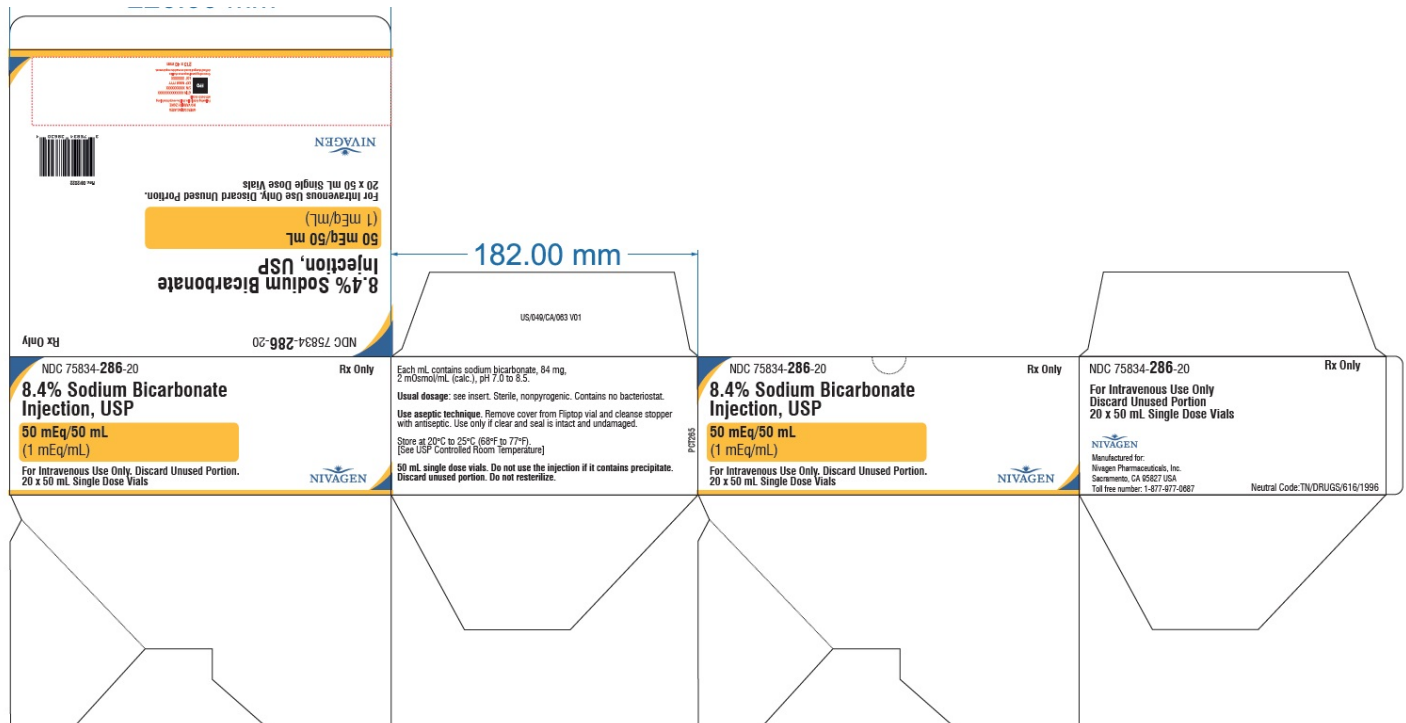 NIVAGEN
Rev. 08/2022
20 x 50 mL Single Dose Vials
For Intravenous Use Only. Discard Unused Portion.
(1 mEq/mL)
50 mEq/50 mL
Injection, USP
8.4% Sodium Bicarbonate
Rx Only
NDC 75834-286-20
182.00 mm
US/049/CA/063 V01
NDC 75834-286-20
Rx Only
8.4% Sodium Bicarbonate
Injection, USP
50 mEq/50 mL
(1 mEq/mL)
For Intravenous Use Only. Discard Unused Portion.
20 x 50 mL Single Dose Vials
NIVAGEN
Each mL contains sodium bicarbonate, 84 mg,
2 mOsmol/mL (calc.), pH 7.0 to 8.5.
Usual dosage: see insert. Sterile, nonpyrogenic. Contains no bacteriostat.
Use aseptic technique. Remove cover from Fliptop vial and cleanse stopper
with antiseptic. Use only if clear and seal is intact and undamaged.
Store at 20°C to 25°C (68°F to 77°F).
[See USP Controlled Room Temperature]
50 mL single dose vials. Do not use the injection if it contains precipitate.
Discard unused portion. Do not resterilize.
PCT265
NDC 75834-286-20
Rx Only
8.4% Sodium Bicarbonate
Injection, USP
50 mEq/50 mL
(1 mEq/mL)
For Intravenous Use Only. Discard Unused Portion.
20 x 50 mL Single Dose Vials
NIVAGEN
NDC 75834-286-20
Rx Only
For Intravenous Use Only
Discard Unused Portion
20 x 50 mL Single Dose Vials
NIVAGEN
Manufactured for:
Nivagen Pharmaceuticals, Inc.
Sacramento, CA 95827 USA
Toll free number: 1-877-977-0687
Neutral Code:TN/DRUGS/616/1996